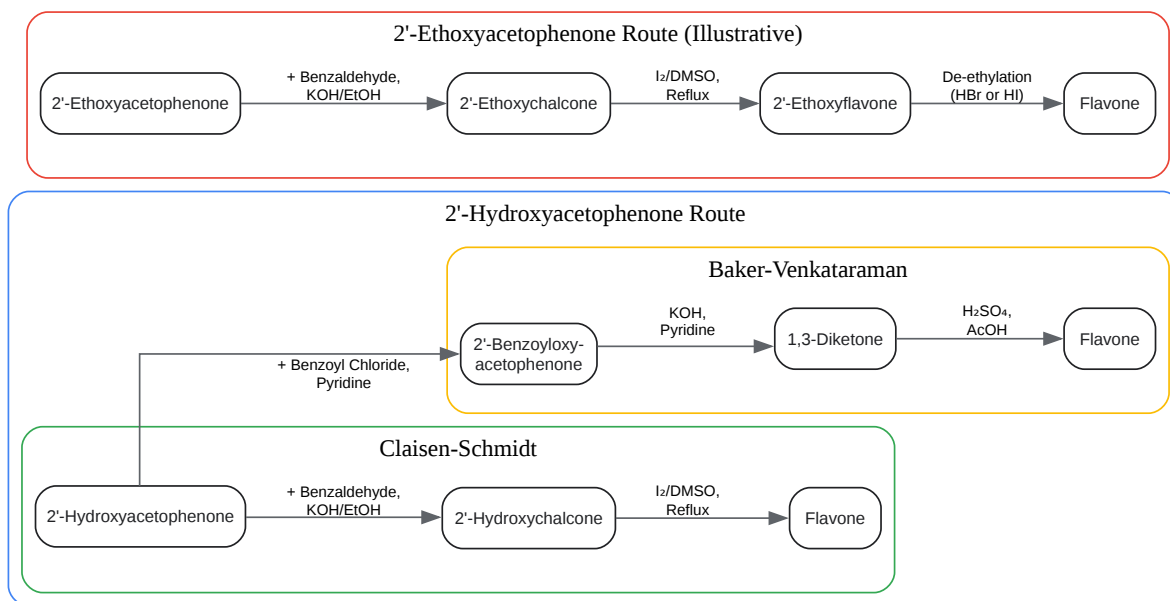 2'-Ethoxyacetophenone Route (Illustrative)
2'-Ethoxyacetophenone
+ Benzaldehyde,
KOH/EtOH
2'-Ethoxychalcone
I₂/DMSO,
Reflux
2'-Ethoxyflavone
De-ethylation
(HBr or HI)
Flavone
2'-Hydroxyacetophenone Route
Baker-Venkataraman
+ Benzoyl Chloride,
Pyridine
2'-Benzoyloxy-
acetophenone
KOH,
Pyridine
1,3-Diketone
H₂SO₄,
AcOH
Flavone
Claisen-Schmidt
2'-Hydroxyacetophenone
+ Benzaldehyde,
KOH/EtOH
2'-Hydroxychalcone
I₂/DMSO,
Reflux
Flavone